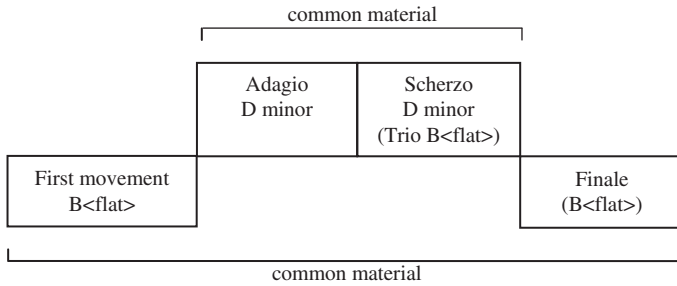 common material
Adagio
D minor
Scherzo
D minor
(Trio B<flat>)
First movement
B<flat>
Finale
(B<flat>)
common material